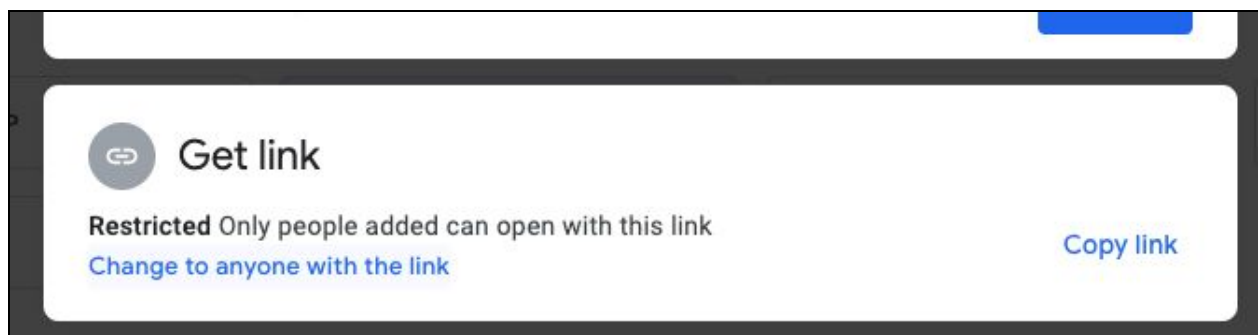 Get link
Restricted Only people added can open with this link
Change to anyone with the link
Copy link